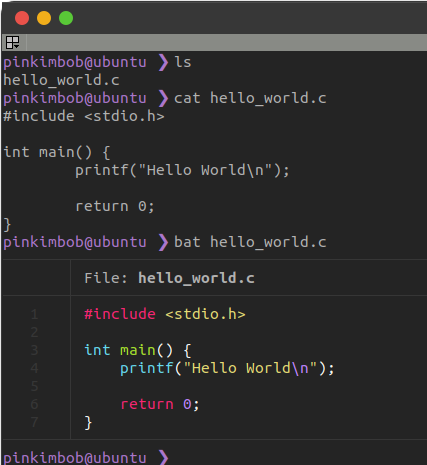 pinkimbob@ubuntu ❯ ls
hello_world.c
pinkimbob@ubuntu ❯ cat hello_world.c
#include <stdio.h>

int main() {
        printf("Hello World\n");

        return 0;
}
pinkimbob@ubuntu ❯ bat hello_world.c
File: hello_world.c
1 #include <stdio.h>
2
3 int main() {
4     printf("Hello World\n");
5
6     return 0;
7 }
pinkimbob@ubuntu ❯